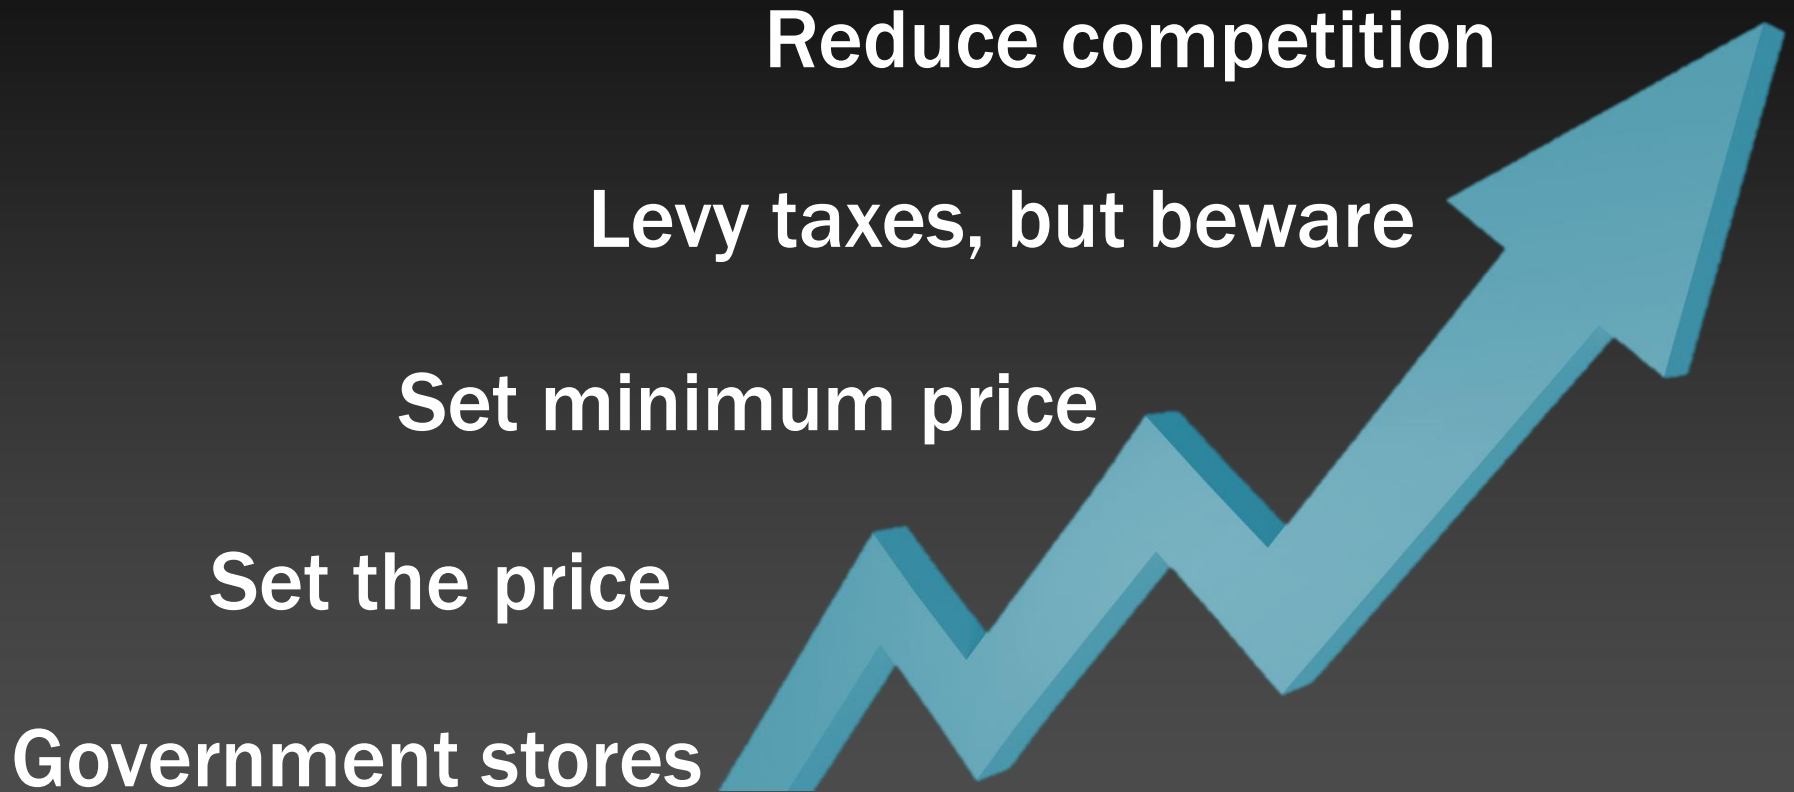 Reduce competition
Levy taxes, but beware
Set minimum price
Set the price
Government stores